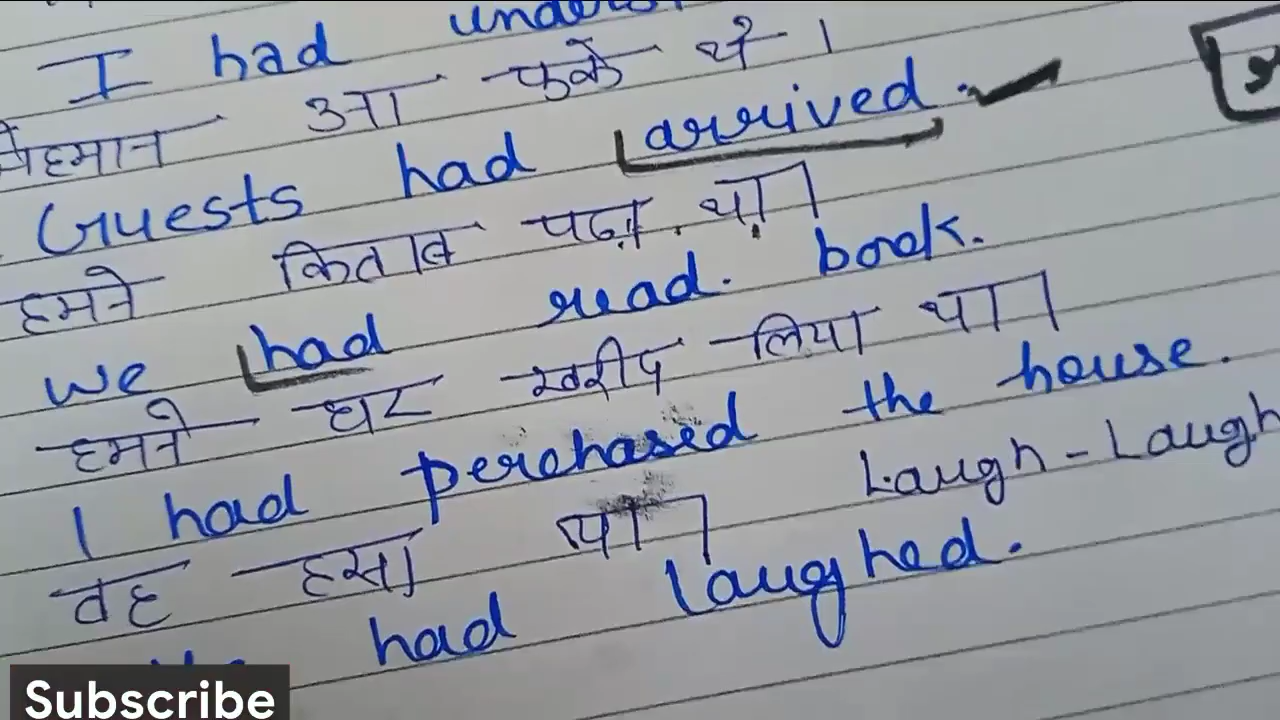 I had
मेहमान आ चुके थे।
Guests had arrived.
हमने किताब पढ़ा था।
We had read. book.
हमने घर खरीद लिया था।
I had perchased the house.
वह हसा था। Laugh - Laugh
had laughed.
Subscribe